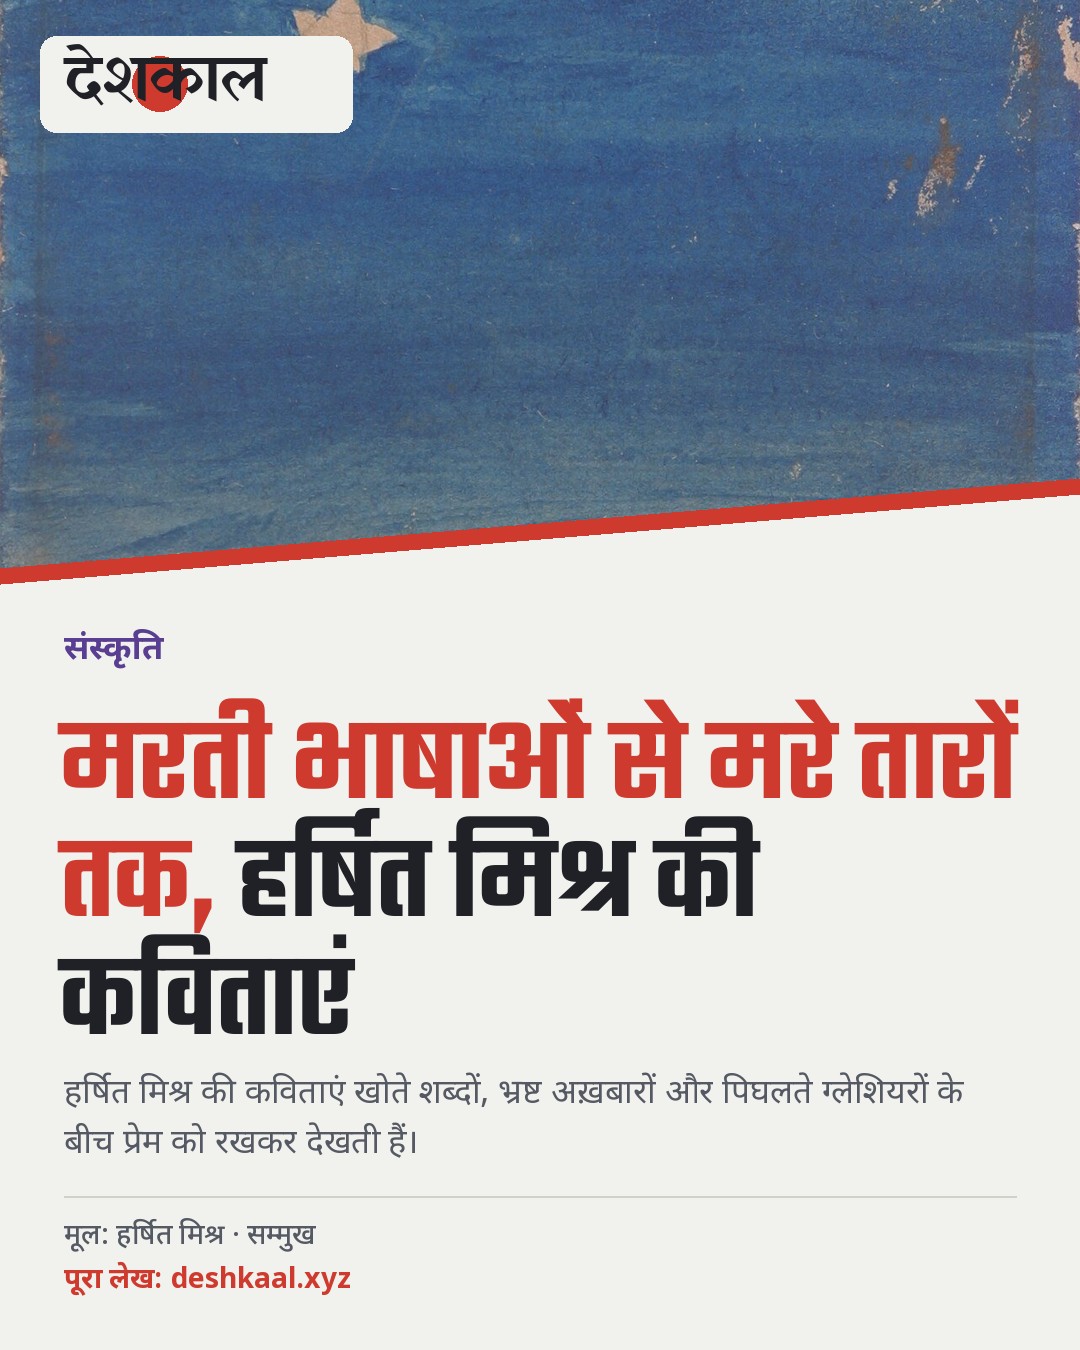 देशकाल
संस्कृति
मरती भाषाओं से मरे तारों
तक, हर्षित मिश्र की
कविताएं
हर्षित मिश्र की कविताएं खोते शब्दों, भ्रष्ट अख़बारों और पिघलते ग्लेशियरों के
बीच प्रेम को रखकर देखती हैं।
मूल: हर्षित मिश्र · सम्मुख
पूरा लेख: deshkaal.xyz